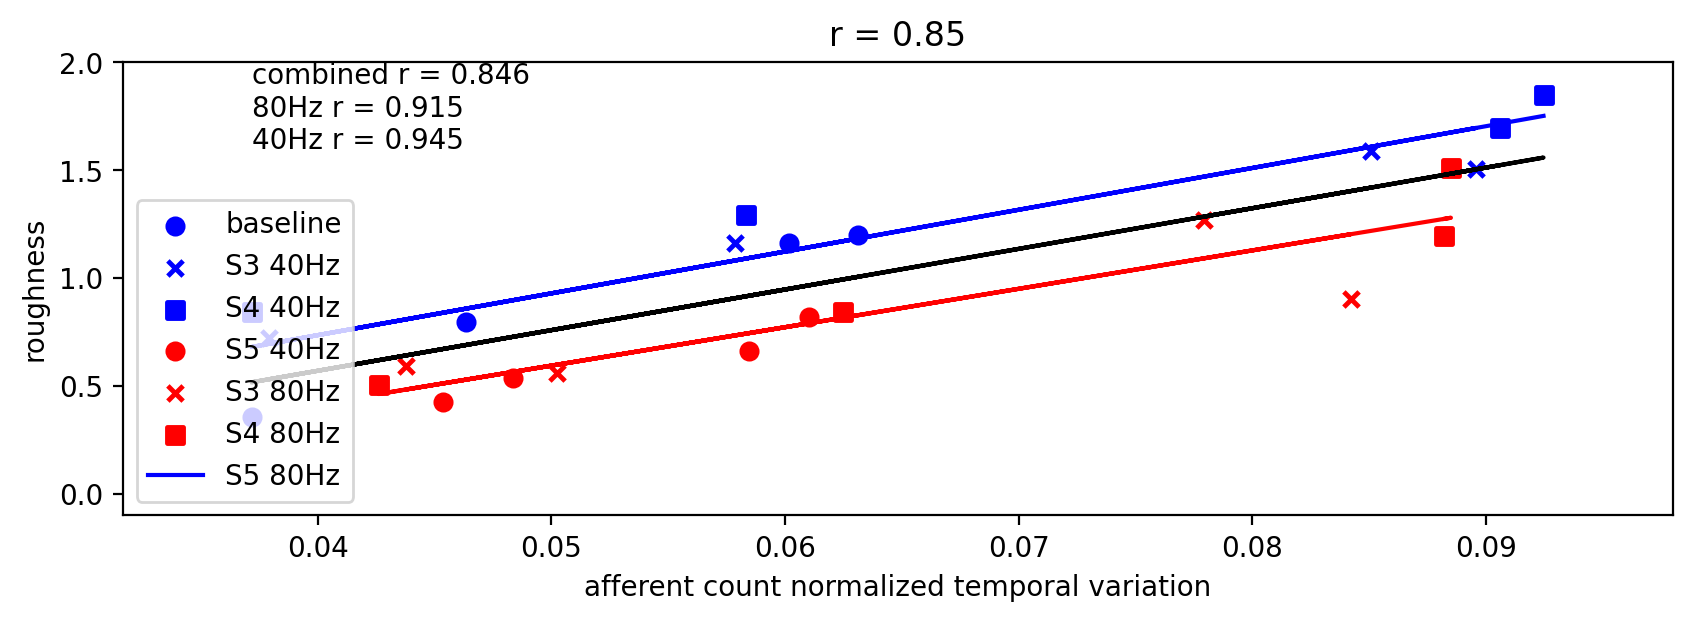 r = 0.85
combined r = 0.846
80Hz r = 0.915
40Hz r = 0.945
2.0
1.5
1.0
0.5
0.0
roughness
baseline
S3 40Hz
S4 40Hz
S5 40Hz
S3 80Hz
S4 80Hz
S5 80Hz
0.04 0.05 0.06 0.07 0.08 0.09
afferent count normalized temporal variation